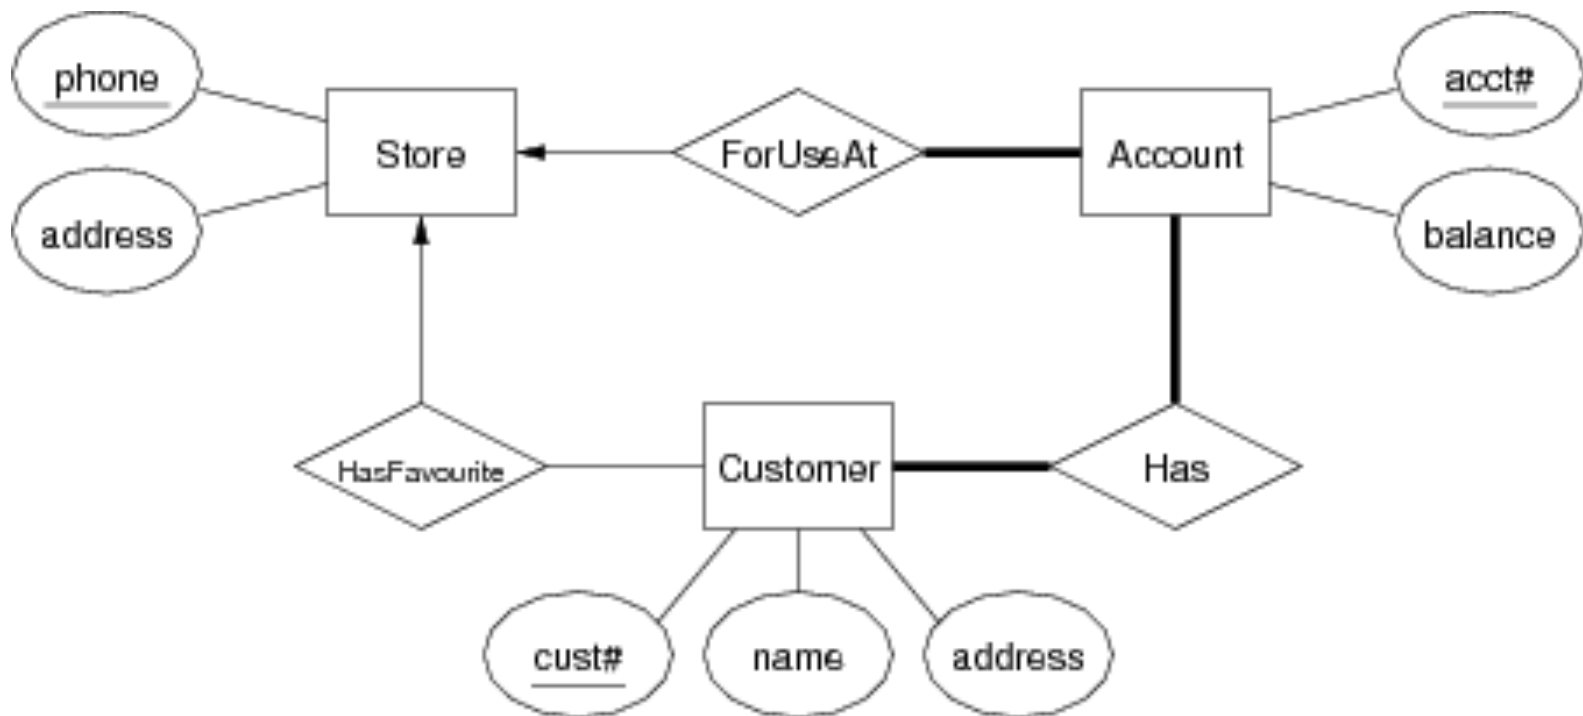 phone
acct#
Store
ForUseAt
Account
address
balance
HasFavourite
Customer
Has
cust#
name
address